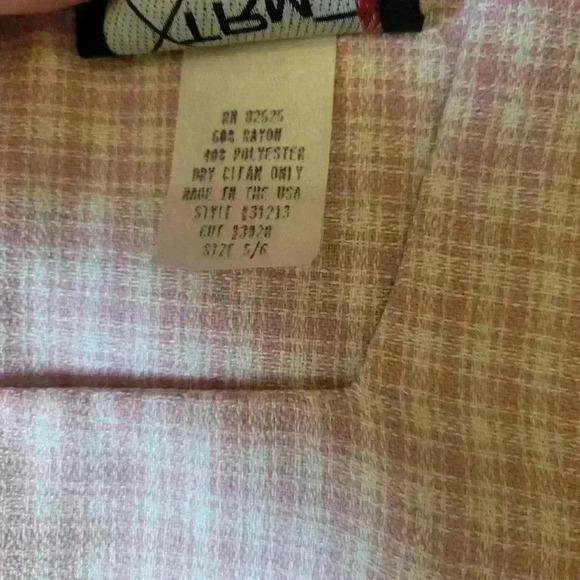 RN 82525
60% RAYON
40% POLYESTER
DRY CLEAN ONLY
MADE IN THE USA
STYLE #31213
CUT #3928
SIZE 5/6